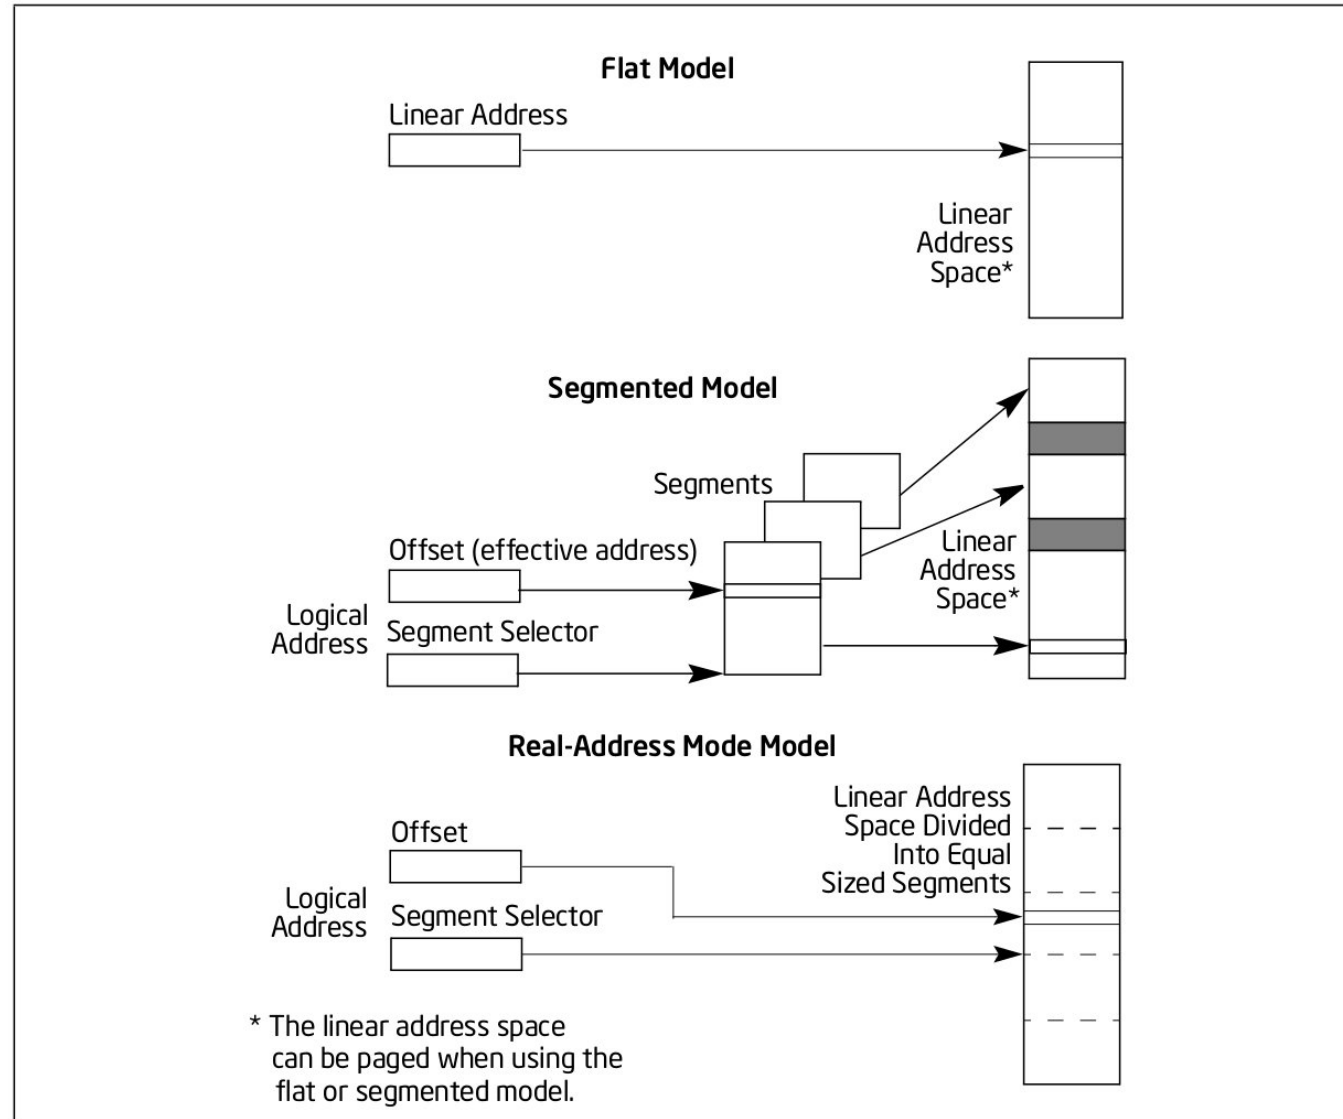 Flat Model
Linear Address
Linear
Address
Space*
Segmented Model
Segments
Offset (effective address)
Logical
Address
Segment Selector
Linear
Address
Space*
Real-Address Mode Model
Linear Address
Space Divided
Into Equal
Sized Segments
Offset
Logical
Address
Segment Selector
* The linear address space
can be paged when using the
flat or segmented model.